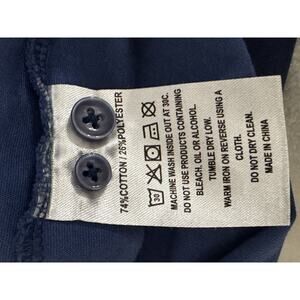 74%COTTON / 26%POLYESTER
30
MACHINE WASH INSIDE OUT AT 30C.
DO NOT USE PRODUCTS CONTAINING
BLEACH, OIL OR ALCOHOL.
TUMBLE DRY LOW.
WARM IRON ON REVERSE USING A
CLOTH.
DO NOT DRY CLEAN.
MADE IN CHINA